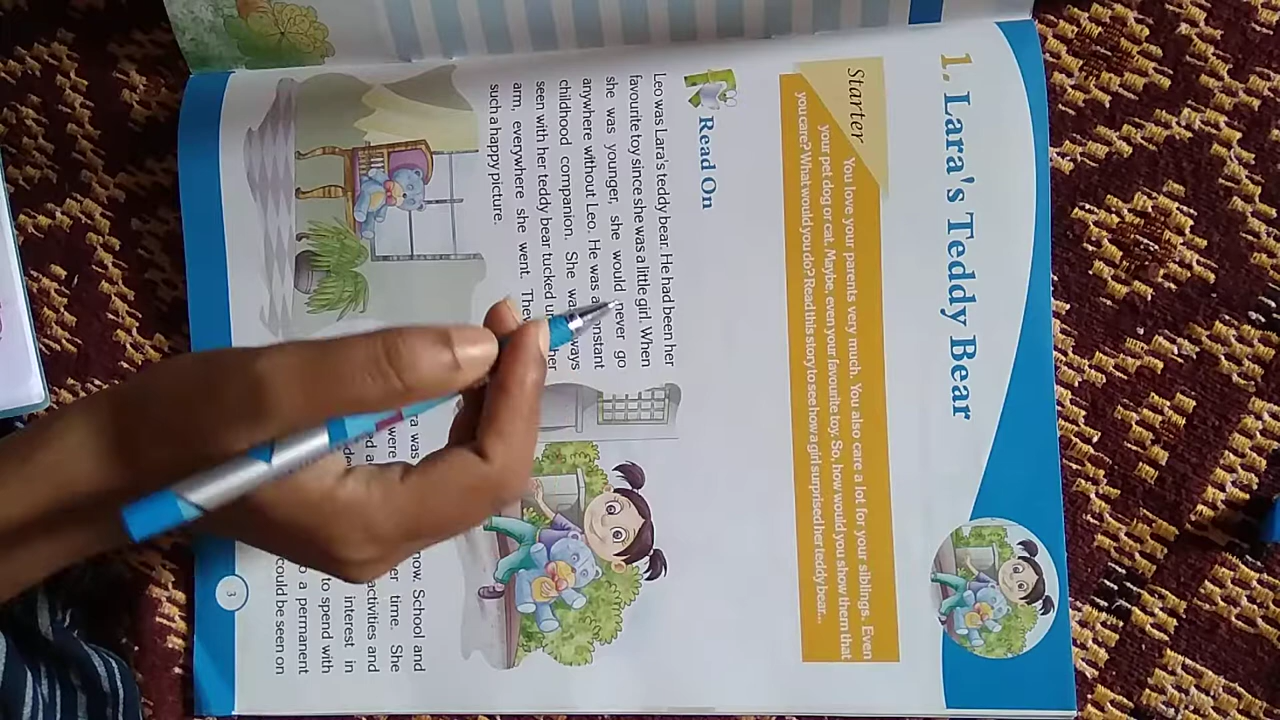 1. Lara's Teddy Bear
Starter
You love your parents very much. You also care a lot for your siblings. Even
your pet dog or cat. Maybe, even your favourite toy. So, how would you show them that
you care? What would you do? Read this story to see how a girl surprised her teddy bear...
Read On
Leo was Lara's teddy bear. He had been her
favourite toy since she was a little girl. When
she was younger, she would never go
anywhere without Leo. He was a constant
childhood companion. She
seen with her teddy bear tucked her
arm, everywhere she went. They
such a happy picture.
was now. School and
were her time. She
activities and
interest in
to spend with
a permanent
could be seen on
3